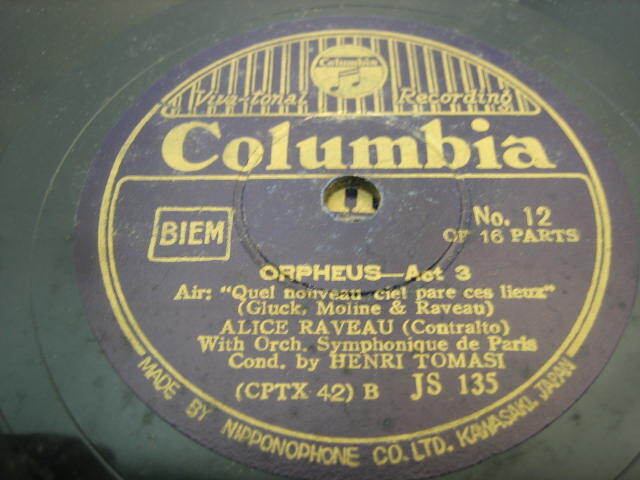 Columbia
Viva-tonal Recording
Columbia
BIEM
No. 12
OF 16 PARTS
ORPHEUS—Act 3
Air: "Quel nouveau ciel pare ces lieux"
(Gluck, Moline & Raveau)
ALICE RAVEAU (Contralto)
With Orch. Symphonique de Paris
Cond. by HENRI TOMASI
(CPTX 42) B JS 135
MADE BY NIPPONOPHONE CO. LTD. KAWASAKI, JAPAN